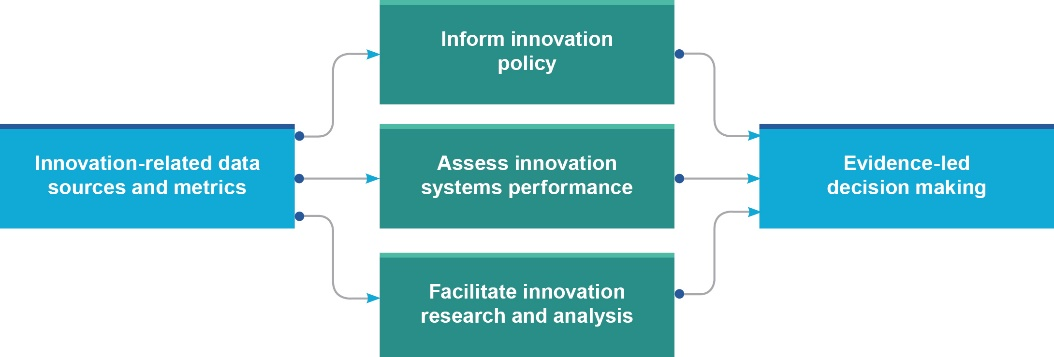 Inform innovation
policy
Innovation-related data
sources and metrics
Assess innovation
systems performance
Evidence-led
decision making
Facilitate innovation
research and analysis